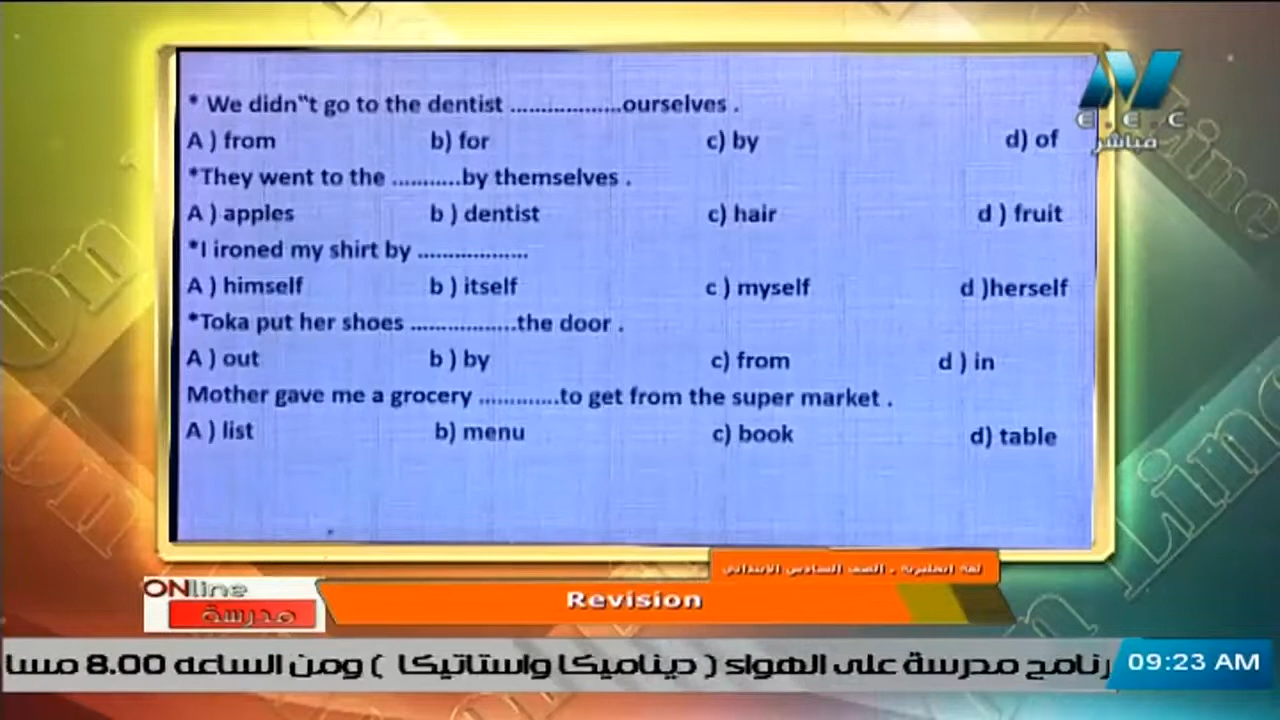 * We didn"t go to the dentist ..................ourselves .
A ) from b) for c) by d) of
*They went to the ...........by themselves .
A ) apples b ) dentist c) hair d ) fruit
*I ironed my shirt by ..................
A ) himself b ) itself c ) myself d )herself
*Toka put her shoes .................the door .
A ) out b ) by c) from d ) in
Mother gave me a grocery .............to get from the super market .
A ) list b) menu c) book d) table
E . E . C
مباشر
لغة انجليزية ـ الصف السادس الابتدائي
ONline
مدرسة
Revision
رنامج مدرسة على الهواء ( ديناميكا واستاتيكا ) ومن الساعه 8.00 مسا
09:23 AM